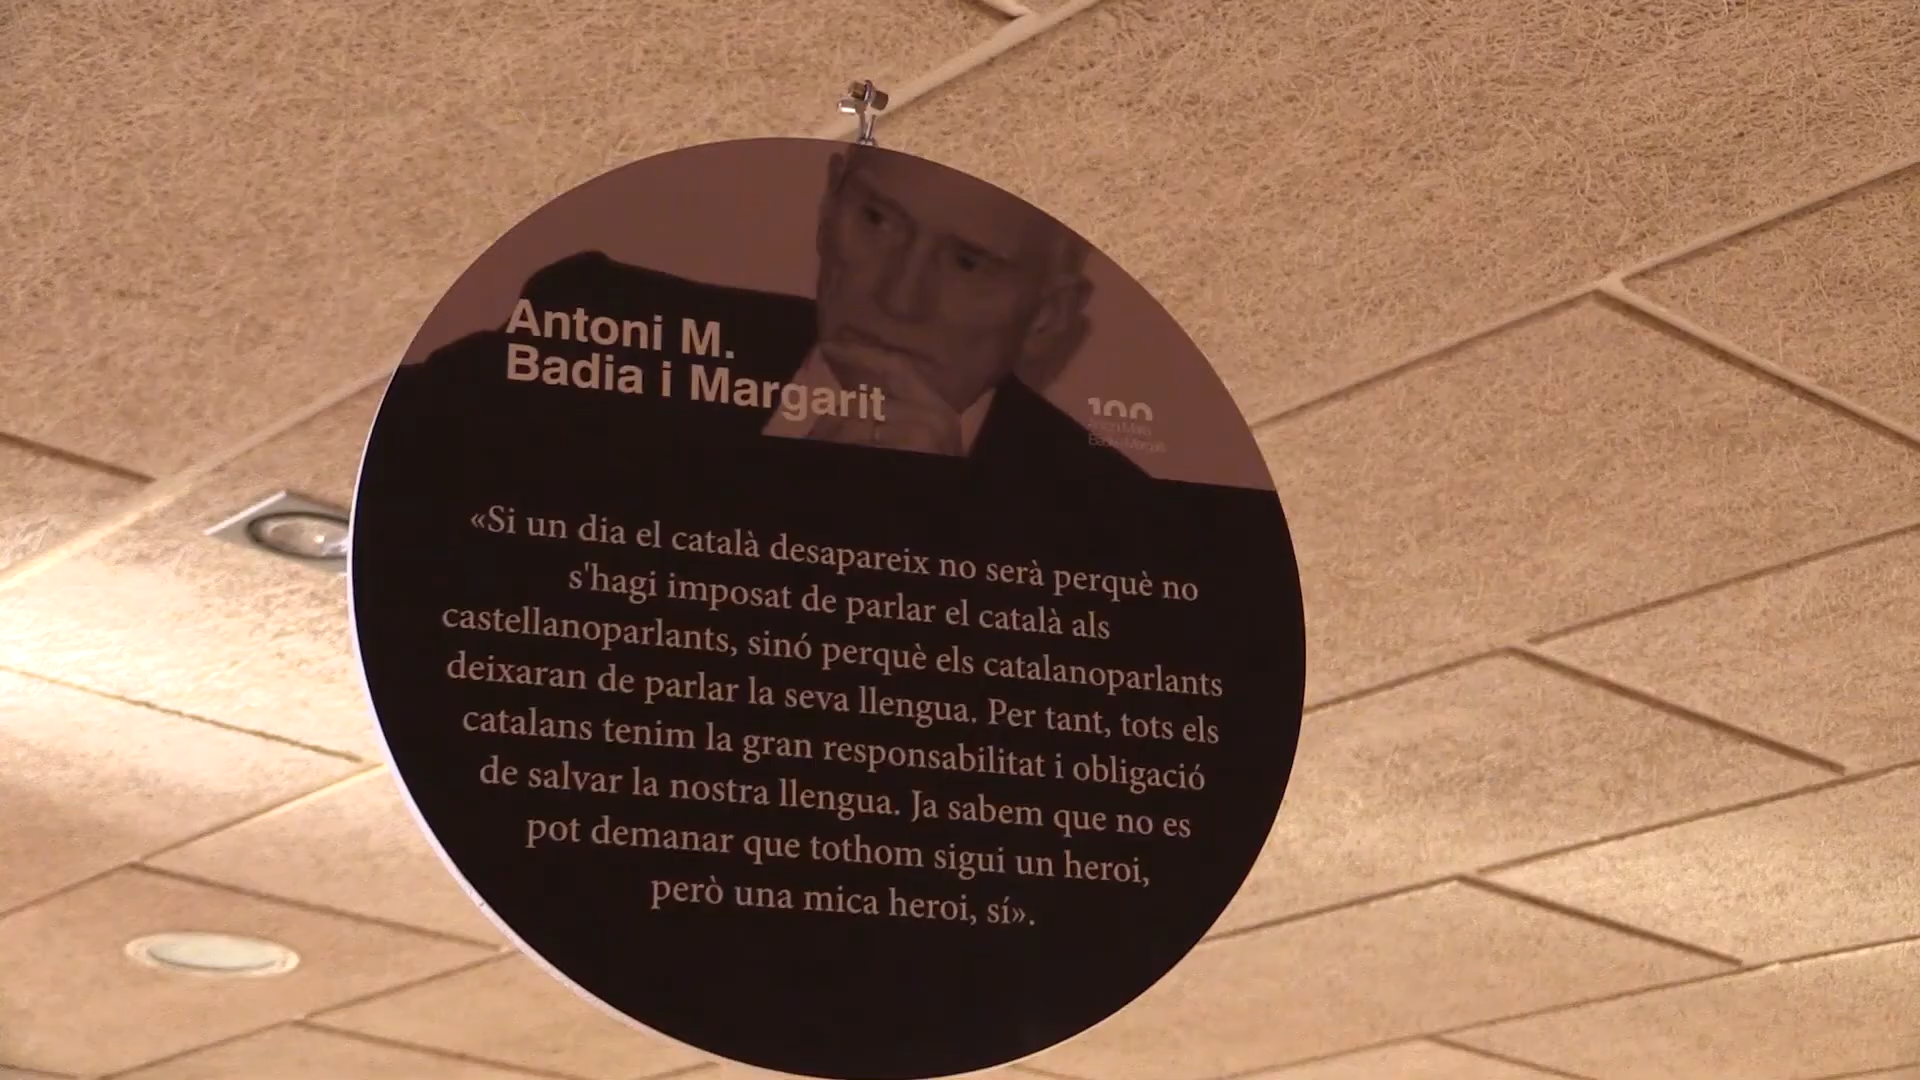 Antoni M.
Badia i Margarit
100
«Si un dia el català desapareix no serà perquè no
s'hagi imposat de parlar el català als
castellanoparlants, sinó perquè els catalanoparlants
deixaran de parlar la seva llengua. Per tant, tots els
catalans tenim la gran responsabilitat i obligació
de salvar la nostra llengua. Ja sabem que no es
pot demanar que tothom sigui un heroi,
però una mica heroi, sí».